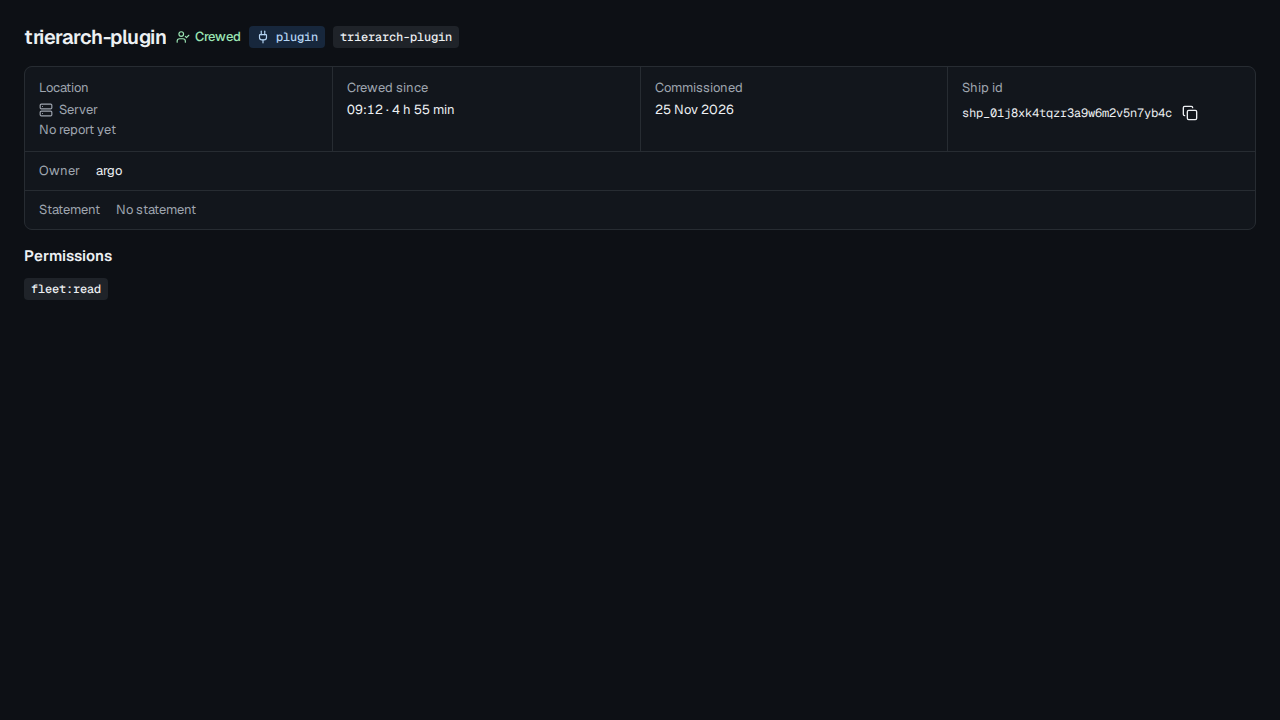 trierarch-plugin Crewed plugin trierarch-plugin
Location
Server
No report yet
Crewed since
09:12 · 4 h 55 min
Commissioned
25 Nov 2026
Ship id
shp_01j8xk4tqzr3a9w6m2v5n7yb4c
Owner argo
Statement No statement
Permissions
fleet:read